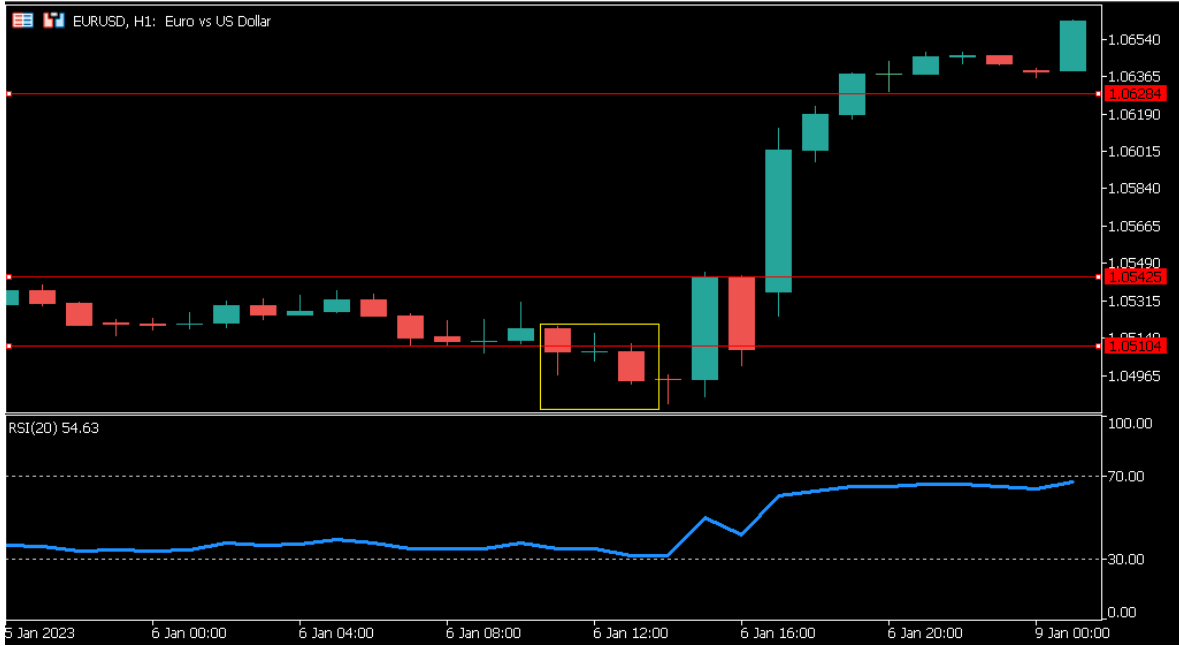 EURUSD, H1: Euro vs US Dollar
1.06540
1.06365
1.06284
1.06190
1.06015
1.05840
1.05665
1.05490
1.05425
1.05315
1.05140
1.05104
1.04965
RSI(20) 54.63
100.00
70.00
30.00
0.00
5 Jan 2023
6 Jan 00:00
6 Jan 04:00
6 Jan 08:00
6 Jan 12:00
6 Jan 16:00
6 Jan 20:00
9 Jan 00:00